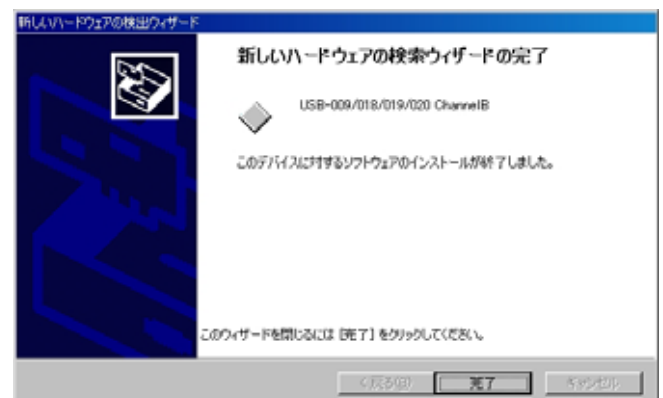 新しいハードウェアの検出ウィザード
新しいハードウェアの検索ウィザードの完了
USB-009/018/019/020 ChannelB
このデバイスに対するソフトウェアのインストールが終了しました。
このウィザードを閉じるには [完了] をクリックしてください。
< 戻る(B)
完了
キャンセル